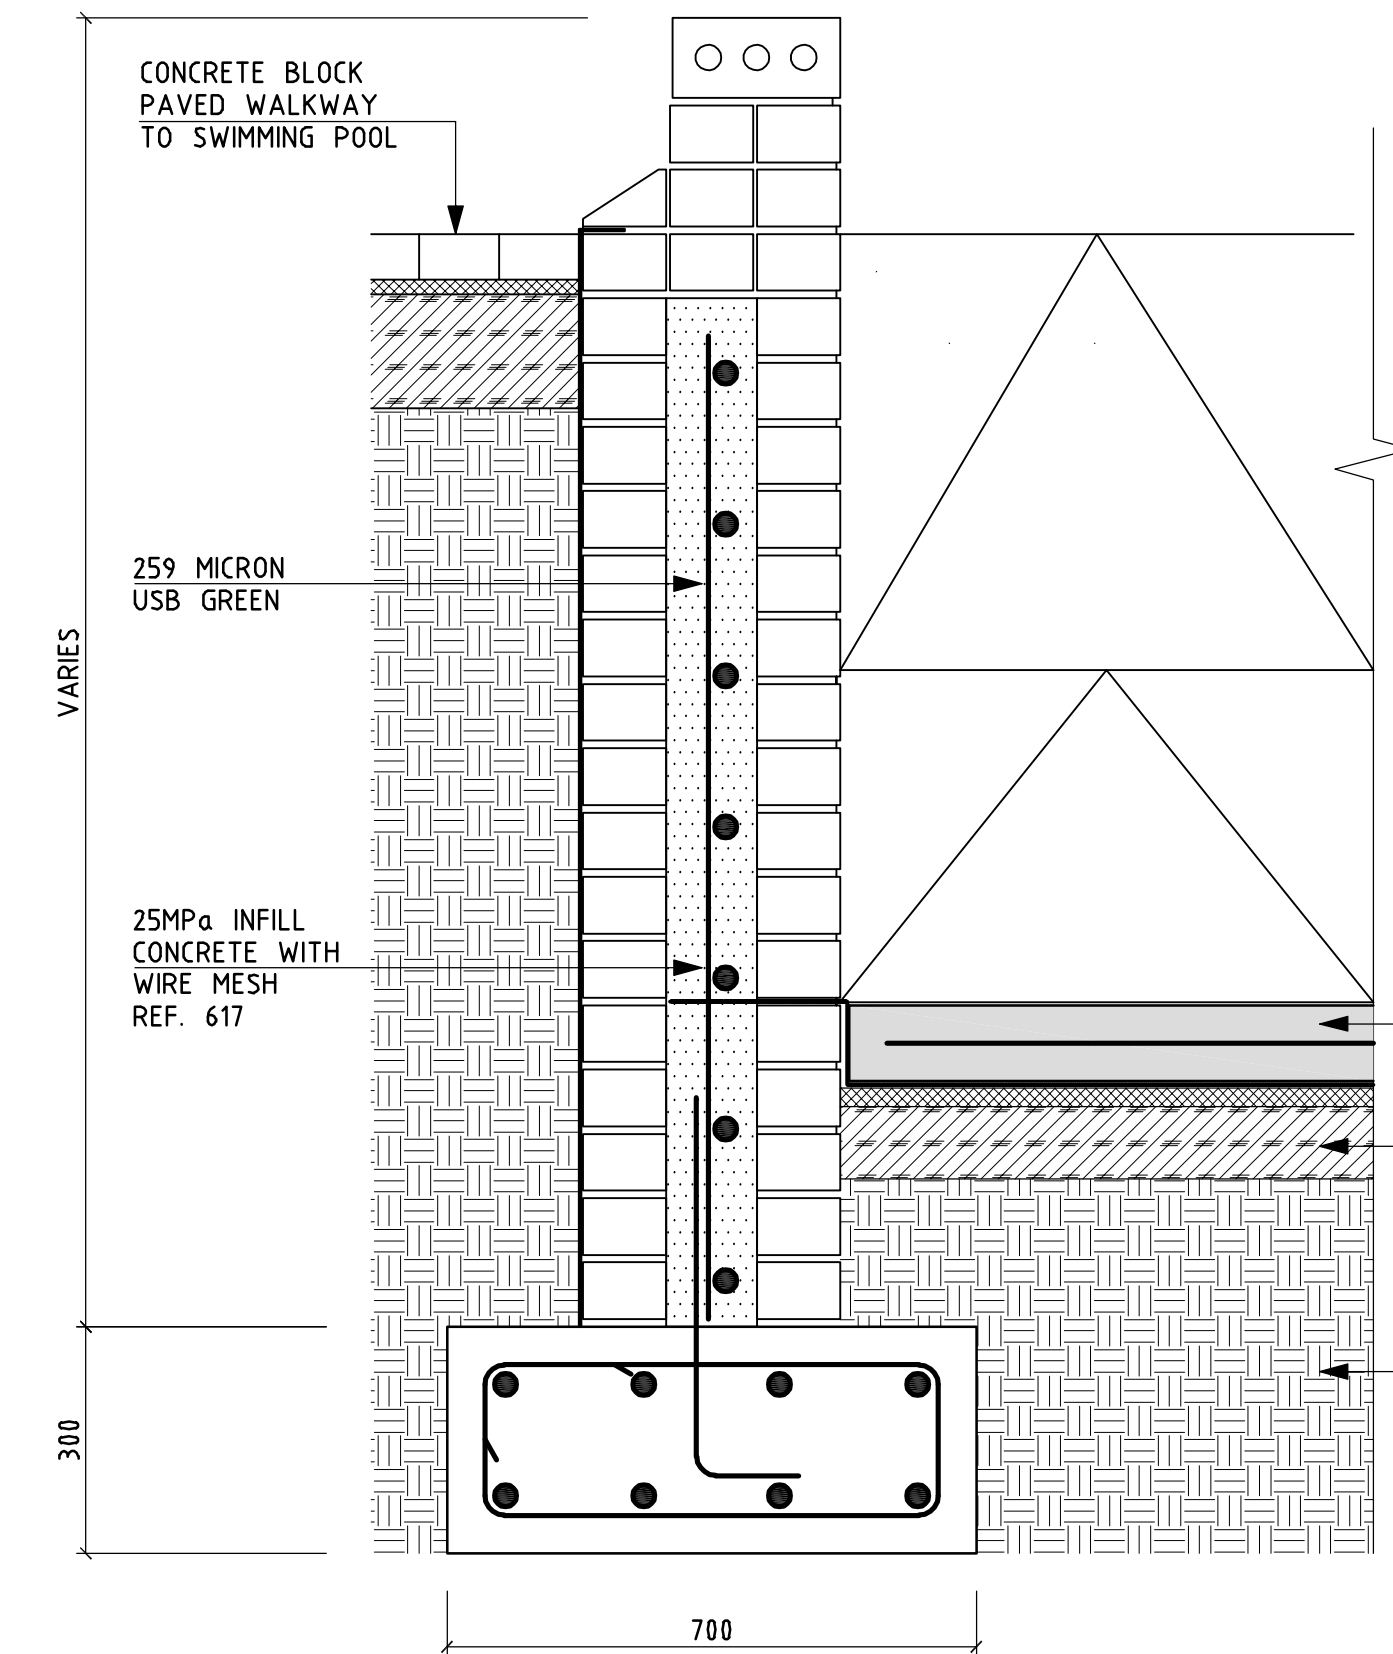 CONCRETE BLOCK
PAVED WALKWAY
TO SWIMMING POOL
259 MICRON
USB GREEN
VARIES
25MPa INFILL
CONCRETE WITH
WIRE MESH
REF. 617
300
700